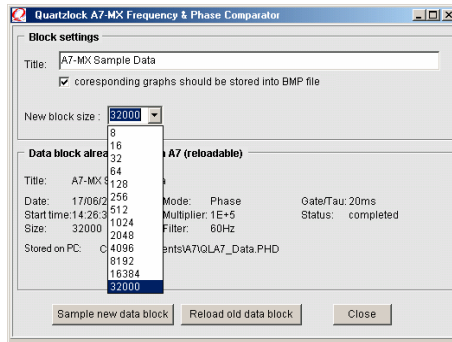 Quartzlock A7-MX Frequency & Phase Comparator
Block settings
Title: A7-MX Sample Data
coresponding graphs should be stored into BMP file
New block size : 32000
8
16
32
64
128
256
512
1024
2048
4096
8192
16384
32000
Data block alrea A7 (reloadable)
Title: A7-MX S
Date: 17/06/2 Mode: Phase Gate/Tau: 20ms
Start time: 14:26:3 Multiplier: 1E+5 Status: completed
Size: 32000 Filter: 60Hz
Stored on PC: C ents\A7\QLA7_Data.PHD
Sample new data block Reload old data block Close